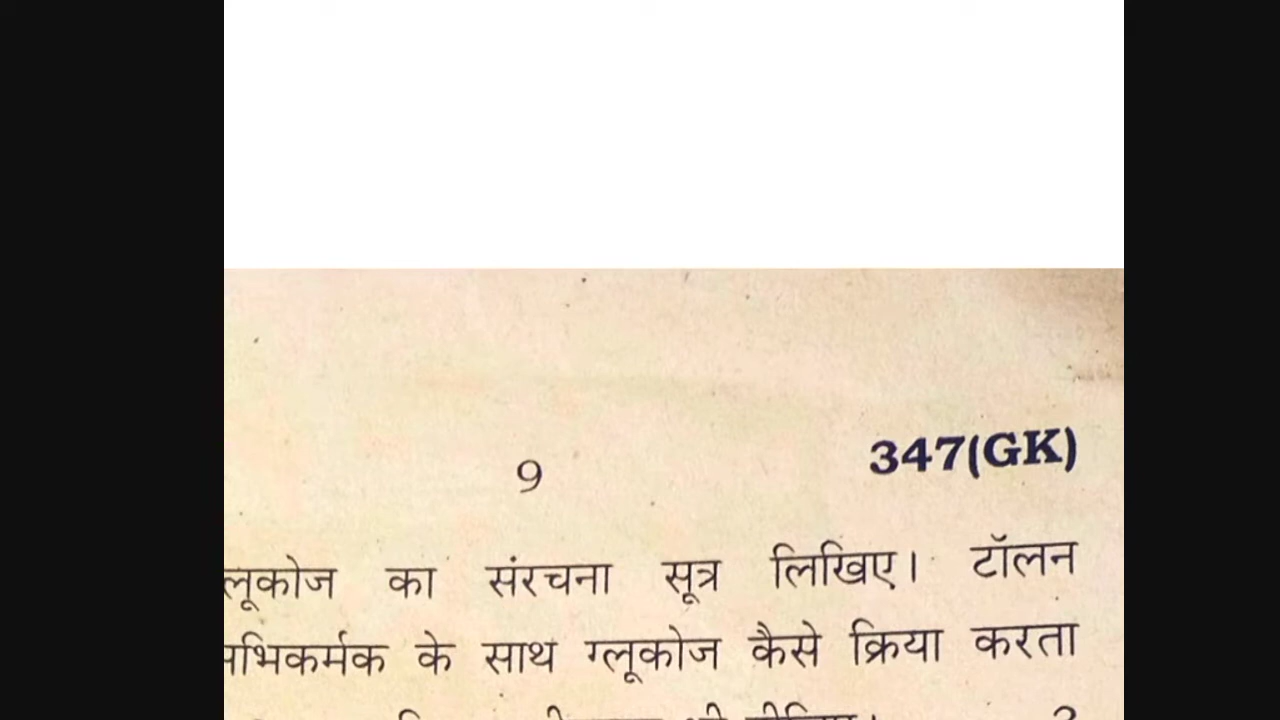 9
347(GK)
लूकोज का संरचना सूत्र लिखिए। टॉलन
भिकर्मक के साथ ग्लूकोज कैसे क्रिया करता